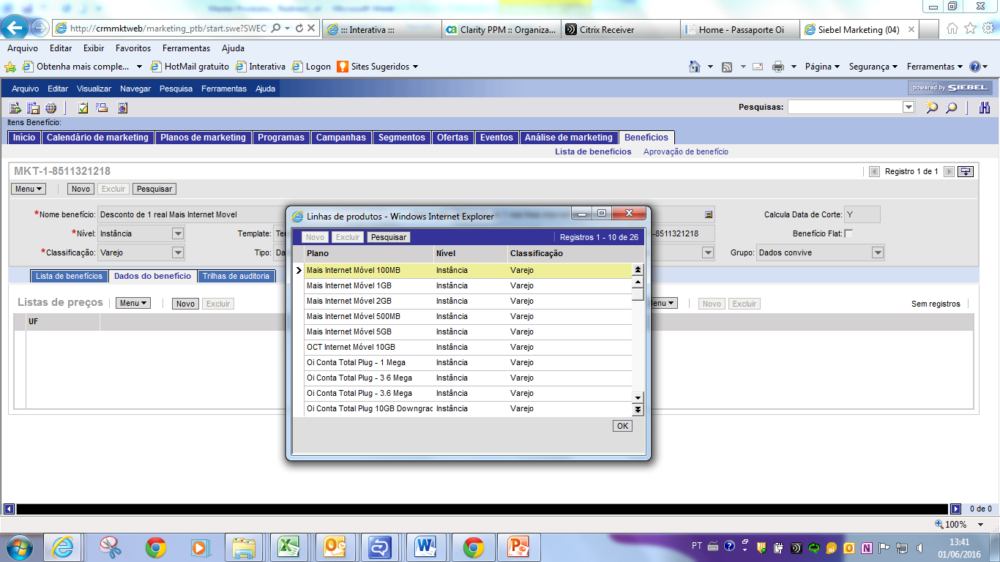 http://crmmktweb/marketing_ptb/start.swe?SWEC
::: Interativa :::
Clarity PPM :: Organiza...
Citrix Receiver
Home - Passaporte Oi
Siebel Marketing (04)
Arquivo Editar Exibir Favoritos Ferramentas Ajuda
Obtenha mais comple... HotMail gratuito Interativa Logon Sites Sugeridos
Página Segurança Ferramentas
Arquivo Editar Visualizar Navegar Pesquisa Ferramentas Ajuda
powered by SIEBEL
Pesquisas:
Itens Benefício:
Início Calendário de marketing Planos de marketing Programas Campanhas Segmentos Ofertas Eventos Análise de marketing Benefícios
Lista de benefícios Aprovação de benefício
MKT-1-8511321218
Registro 1 de 1
Menu Novo Excluir Pesquisar
*Nome benefício: Desconto de 1 real Mais Internet Movel
Calcula Data de Corte: Y
*Nível: Instância
Template:
-8511321218
Benefício Flat:
*Classificação: Varejo
Tipo:
Grupo: Dados convive
Lista de benefícios Dados do benefício Trilhas de auditoria
Listas de preços Menu Novo Excluir
Novo Excluir
Sem registros
UF
Linhas de produtos - Windows Internet Explorer
Novo Excluir Pesquisar
Registros 1 - 10 de 26
Plano Nível Classificação
Mais Internet Móvel 100MB Instância Varejo
Mais Internet Móvel 1GB Instância Varejo
Mais Internet Móvel 2GB Instância Varejo
Mais Internet Móvel 500MB Instância Varejo
Mais Internet Móvel 5GB Instância Varejo
OCT Internet Móvel 10GB Instância Varejo
Oi Conta Total Plug - 1 Mega Instância Varejo
Oi Conta Total Plug - 3 6 Mega Instância Varejo
Oi Conta Total Plug - 3.6 Mega Instância Varejo
Oi Conta Total Plug 10GB Downgrac Instância Varejo
OK
0 de 0
100%
PT
13:41
01/06/2016